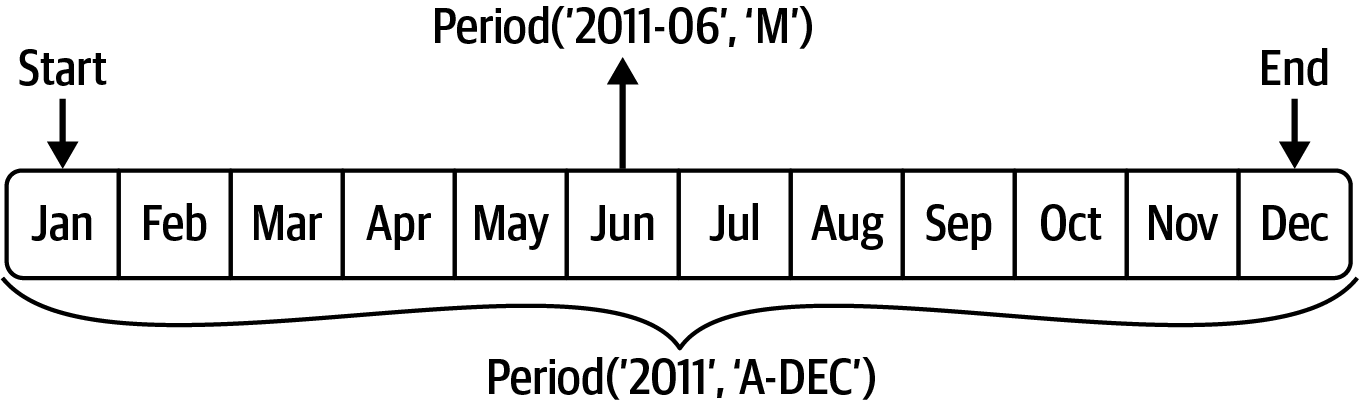 Period('2011-06', ‘M’)
Start
End
Jan Feb Mar Apr May Jun Jul Aug Sep Oct Nov Dec
Period('2011', ‘A-DEC’)